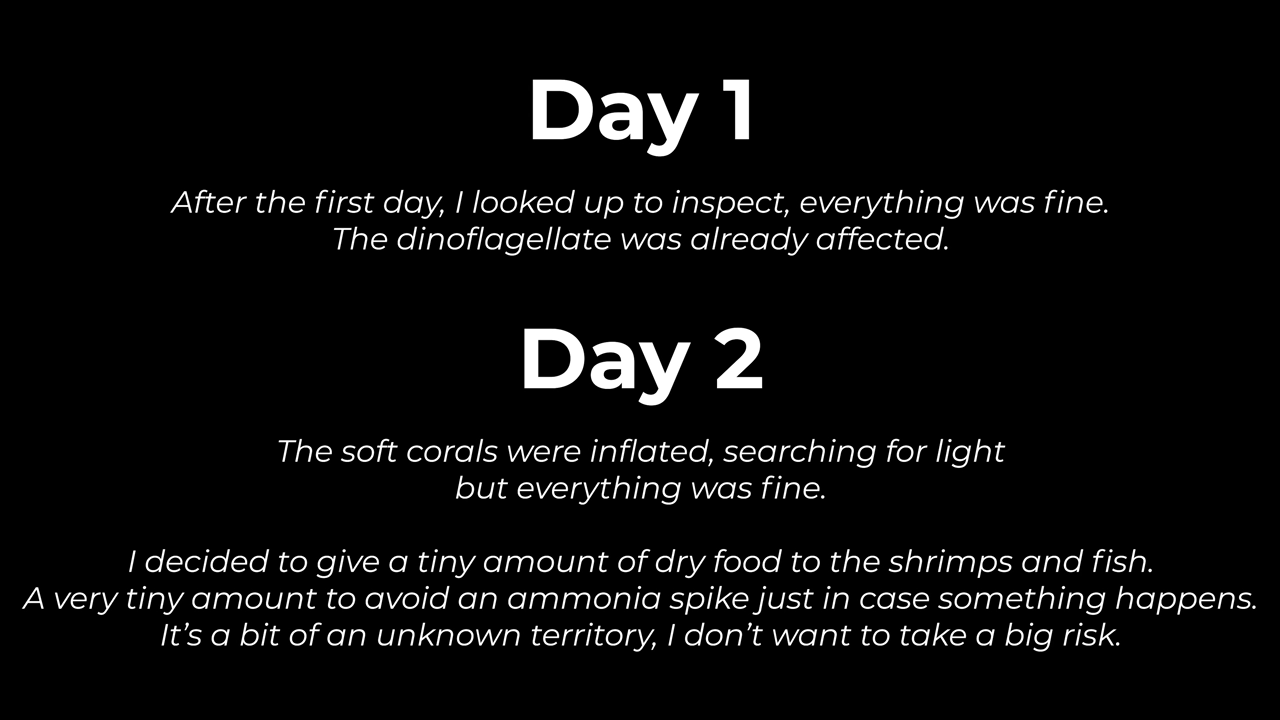 Day 1
After the first day, I looked up to inspect, everything was fine.
The dinoflagellate was already affected.
Day 2
The soft corals were inflated, searching for light
but everything was fine.
I decided to give a tiny amount of dry food to the shrimps and fish.
A very tiny amount to avoid an ammonia spike just in case something happens.
It’s a bit of an unknown territory, I don’t want to take a big risk.